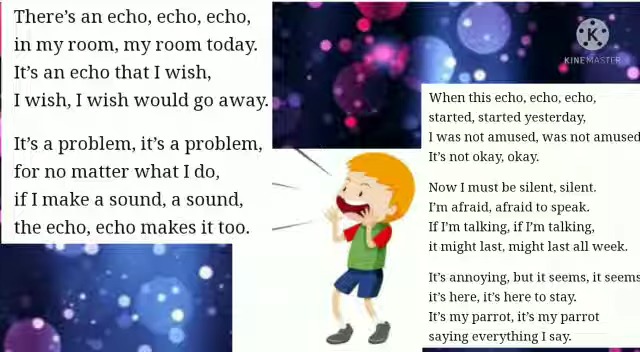 There's an echo, echo, echo,
in my room, my room today.
It's an echo that I wish,
I wish, I wish would go away.
It's a problem, it's a problem,
for no matter what I do,
if I make a sound, a sound,
the echo, echo makes it too.
K
KINEMASTER
When this echo, echo, echo,
started, started yesterday,
I was not amused, was not amused
It's not okay, okay.
Now I must be silent, silent.
I'm afraid, afraid to speak.
If I'm talking, if I'm talking,
it might last, might last all week.
It's annoying, but it seems, it seems
it's here, it's here to stay.
It's my parrot, it's my parrot
saying everything I say.